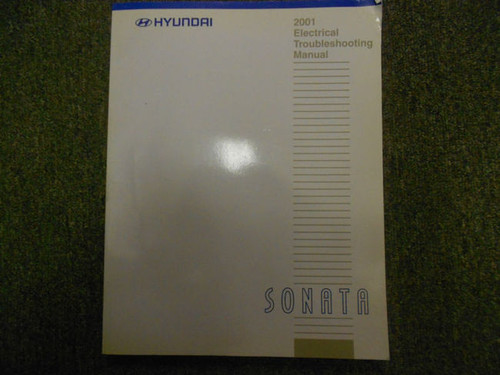 HYUNDAI
2001
Electrical
Troubleshooting
Manual
SONATA